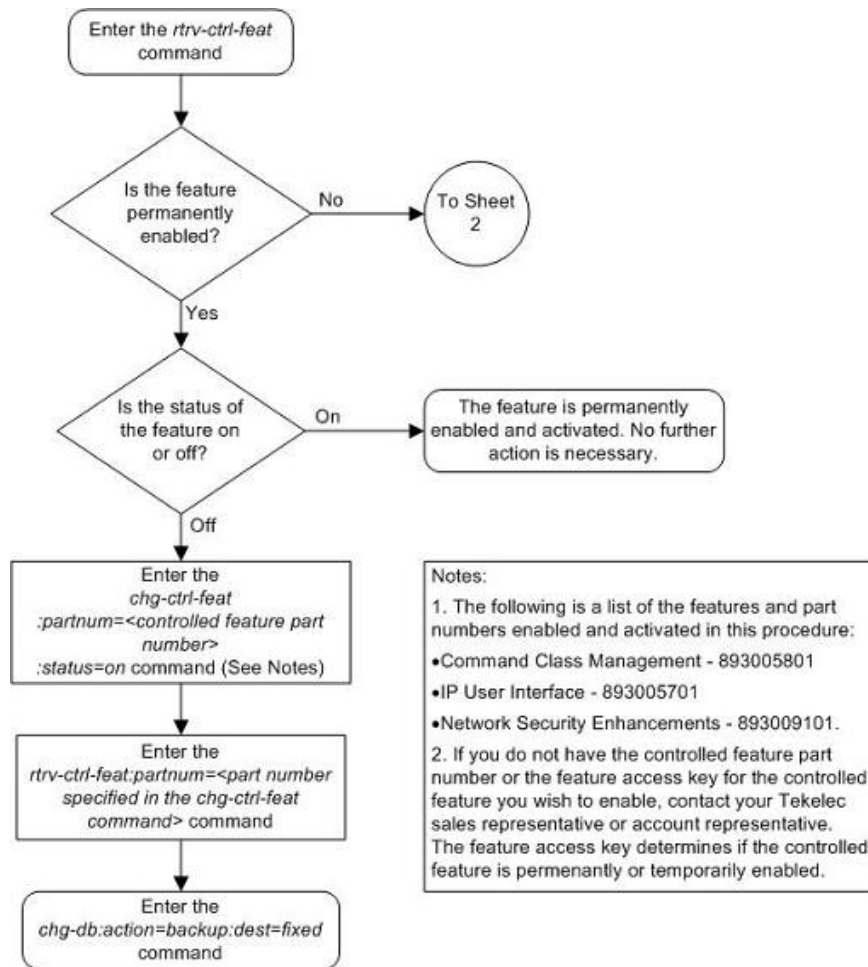 Enter the rtrv-ctrl-feat
command
Is the feature
permanently
enabled?
No
To Sheet
2
Yes
Is the status of
the feature on
or off?
On
The feature is permanently
enabled and activated. No further
action is necessary.
Off
Enter the
chg-ctrl-feat
:partnum=<controlled feature part
number>
:status=on command (See Notes)
Enter the
rtrv-ctrl-feat:partnum=<part number
specified in the chg-ctrl-feat
command> command
Enter the
chg-db:action=backup:dest=fixed
command
Notes:
1. The following is a list of the features and part
numbers enabled and activated in this procedure:
•Command Class Management - 893005801
•IP User Interface - 893005701
•Network Security Enhancements - 893009101.
2. If you do not have the controlled feature part
number or the feature access key for the controlled
feature you wish to enable, contact your Tekelec
sales representative or account representative.
The feature access key determines if the controlled
feature is permenantly or temporarily enabled.